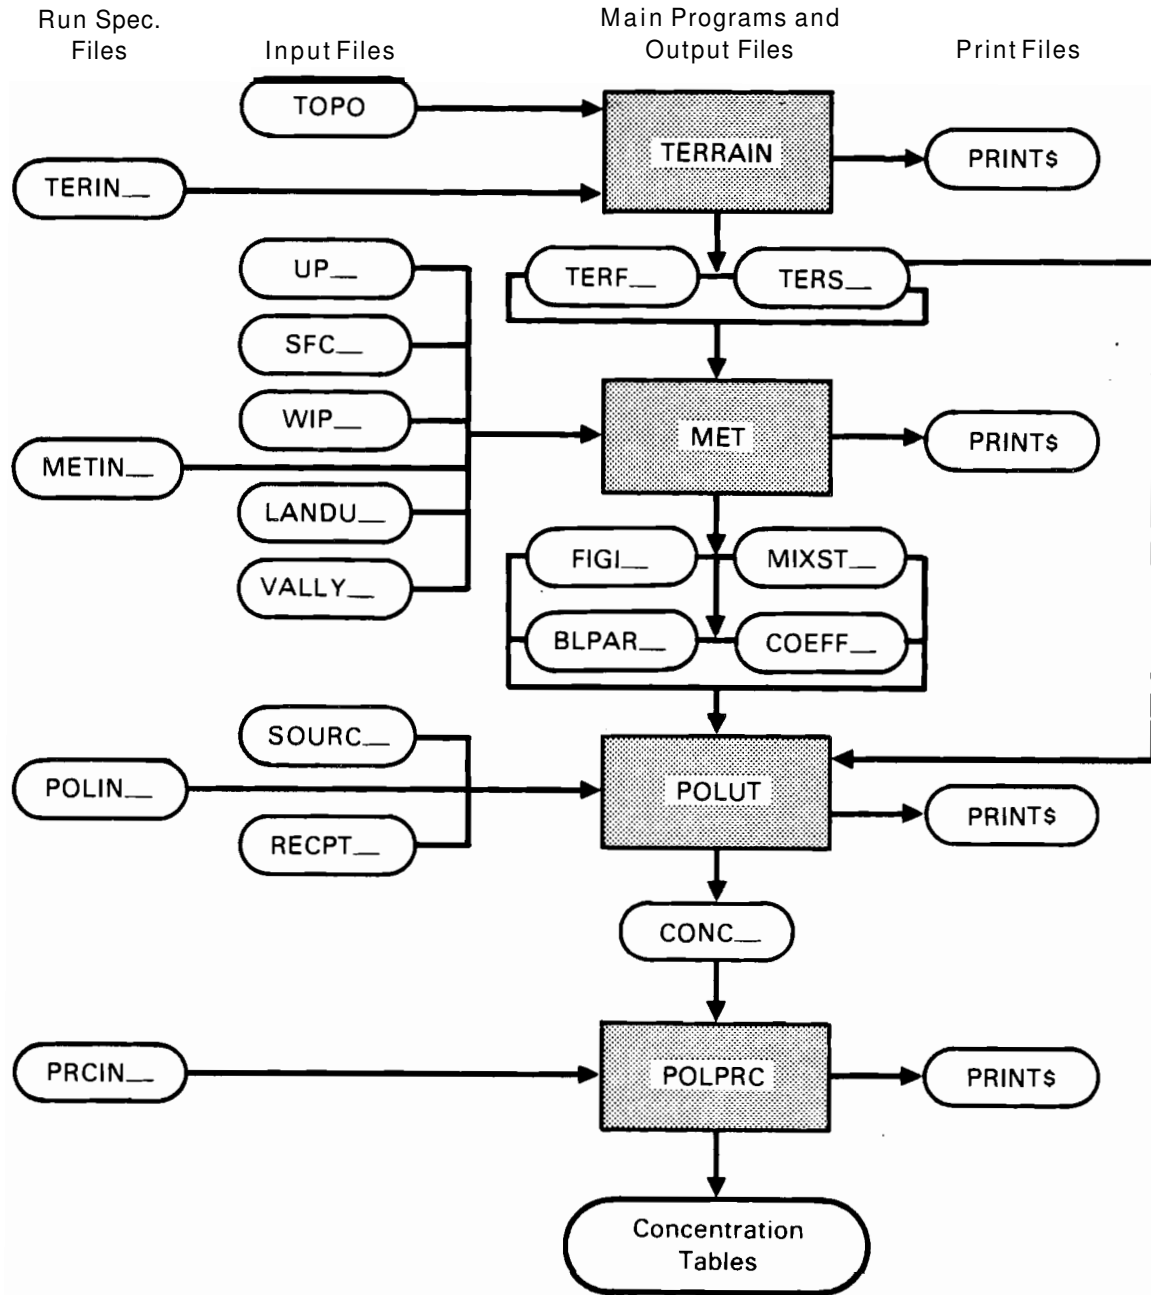 Run Spec.
Files
Input Files
Main Programs and
Output Files
Print Files
TOPO
TERRAIN
PRINT$
TERIN__
UP__
TERF__
TERS__
SFC__
WIP__
MET
PRINT$
METIN__
LANDU__
FIGI__
MIXST__
VALLY__
BLPAR__
COEFF__
SOURC__
POLIN__
POLUT
PRINT$
RECPT__
CONC__
PRCIN__
POLPRC
PRINT$
Concentration
Tables